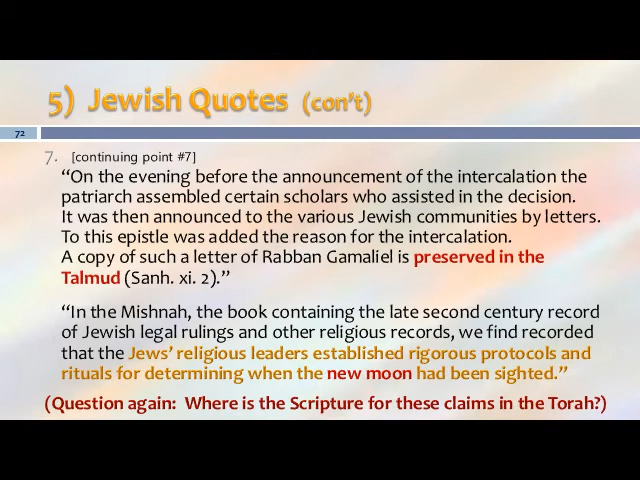 5) Jewish Quotes (con't)
72
7. [continuing point #7]
“On the evening before the announcement of the intercalation the
patriarch assembled certain scholars who assisted in the decision.
It was then announced to the various Jewish communities by letters.
To this epistle was added the reason for the intercalation.
A copy of such a letter of Rabban Gamaliel is preserved in the
Talmud (Sanh. xi. 2).”
“In the Mishnah, the book containing the late second century record
of Jewish legal rulings and other religious records, we find recorded
that the Jews’ religious leaders established rigorous protocols and
rituals for determining when the new moon had been sighted.”
(Question again: Where is the Scripture for these claims in the Torah?)